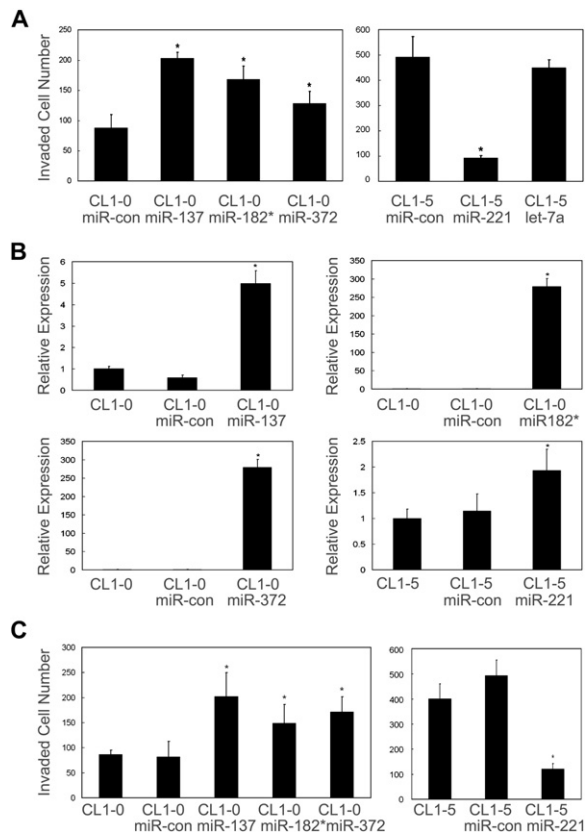 A
Invaded Cell Number
250
200
150
100
50
0
CL1-0 CL1-0 CL1-0 CL1-0
miR-con miR-137 miR-182* miR-372
* * *
600
500
400
300
200
100
0
CL1-5 CL1-5 CL1-5
miR-con miR-221 let-7a
*
B
Relative Expression
6
5
4
3
2
1
0
CL1-0 CL1-0 CL1-0
miR-con miR-137
*
Relative Expression
350
300
250
200
150
100
50
0
CL1-0 CL1-0 CL1-0
miR-con miR182*
*
Relative Expression
350
300
250
200
150
100
50
0
CL1-0 CL1-0 CL1-0
miR-con miR-372
*
Relative Expression
2.5
2
1.5
1
0.5
0
CL1-5 CL1-5 CL1-5
miR-con miR-221
*
C
Invaded Cell Number
300
250
200
150
100
50
0
CL1-0 CL1-0 CL1-0 CL1-0 CL1-0
miR-con miR-137 miR-182* miR-372
* * *
600
500
400
300
200
100
0
CL1-5 CL1-5 CL1-5
miR-con miR-221
*